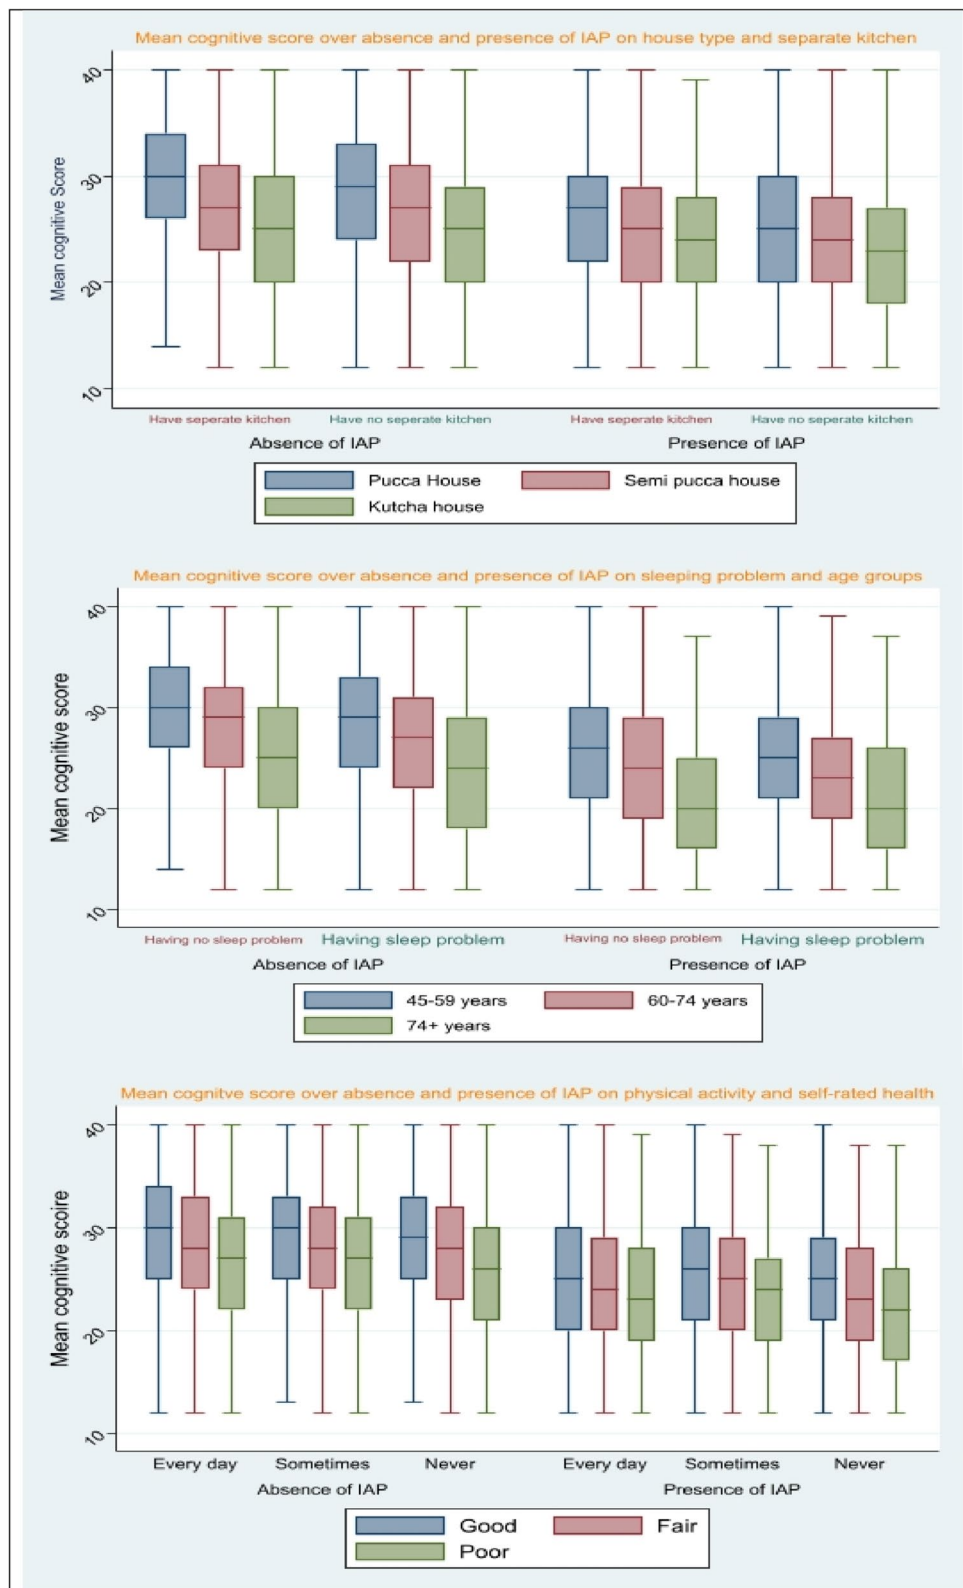 Mean cognitive score over absence and presence of IAP on house type and separate kitchen
Mean cognitive Score
40
30
20
10
Have seperate kitchen Have no seperate kitchen Have seperate kitchen Have no seperate kitchen
Absence of IAP Presence of IAP
Pucca House Semi pucca house
Kutcha house
Mean cognitive score over absence and presence of IAP on sleeping problem and age groups
Mean cognitive score
40
30
20
10
Having no sleep problem Having sleep problem Having no sleep problem Having sleep problem
Absence of IAP Presence of IAP
45-59 years 60-74 years
74+ years
Mean cognitve score over absence and presence of IAP on physical activity and self-rated health
Mean cognitive scoire
40
30
20
10
Every day Sometimes Never Every day Sometimes Never
Absence of IAP Presence of IAP
Good Fair
Poor